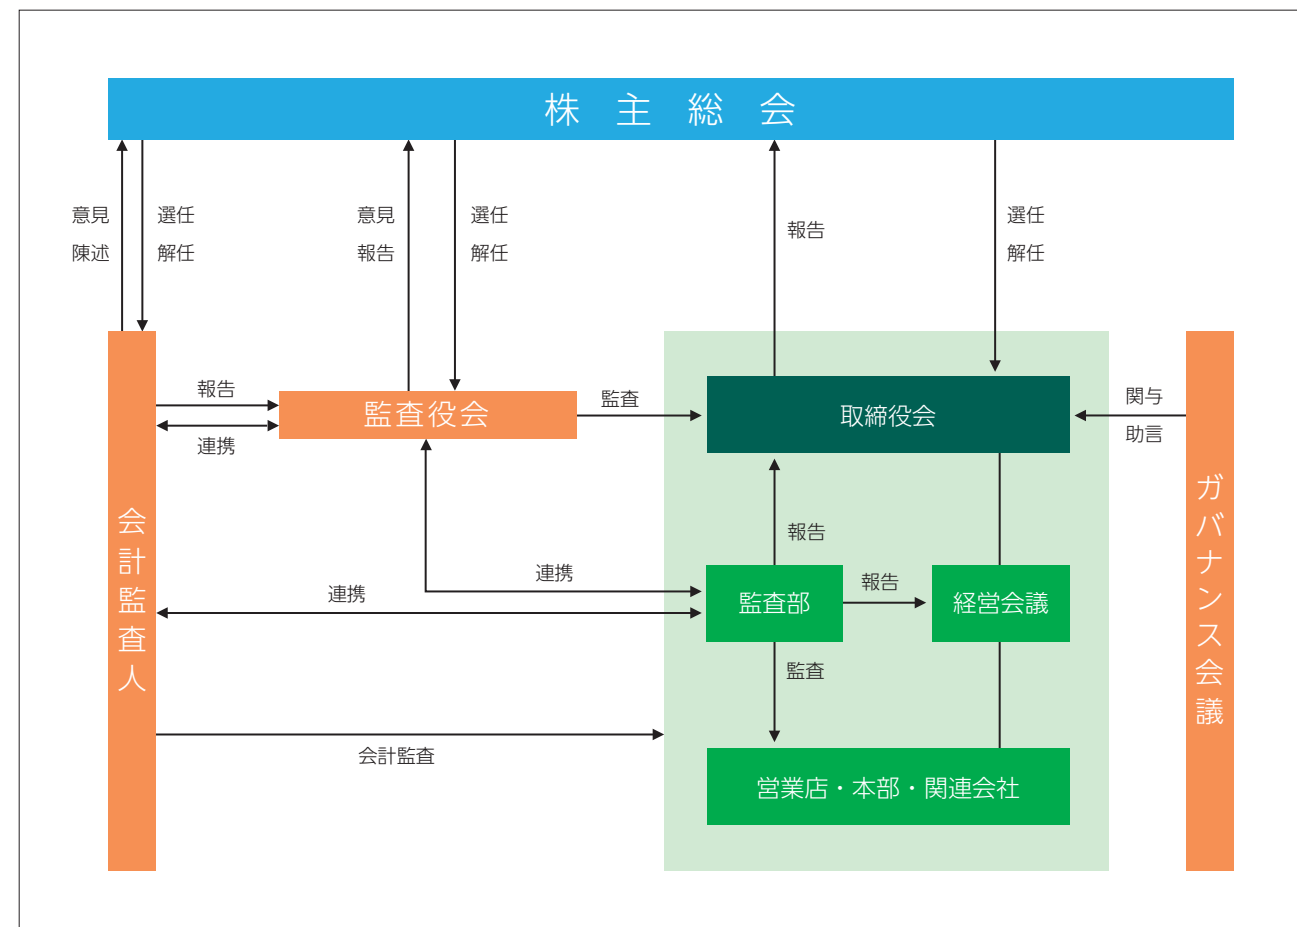 株主総会
意見
陳述
選任
解任
意見
報告
選任
解任
報告
選任
解任
報告
連携
監査役会
監査
取締役会
関与
助言
会計監査人
ガバナンス会議
報告
連携
連携
監査部
報告
経営会議
監査
会計監査
営業店・本部・関連会社